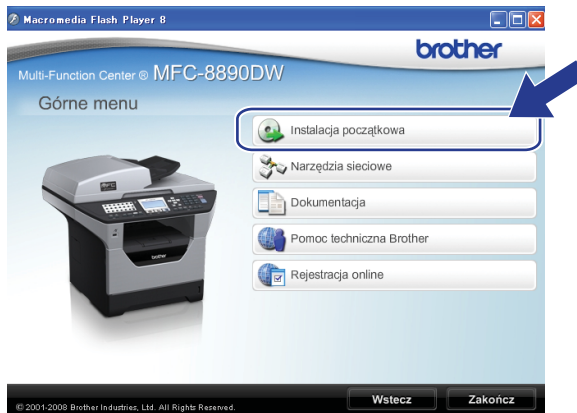 Macromedia Flash Player 8
brother
Multi-Function Center ® MFC-8890DW
Górne menu
Instalacja początkowa
Narzędzia sieciowe
Dokumentacja
Pomoc techniczna Brother
Rejestracja online
brother
Wstecz
Zakończ
© 2001-2008 Brother Industries, Ltd. All Rights Reserved.